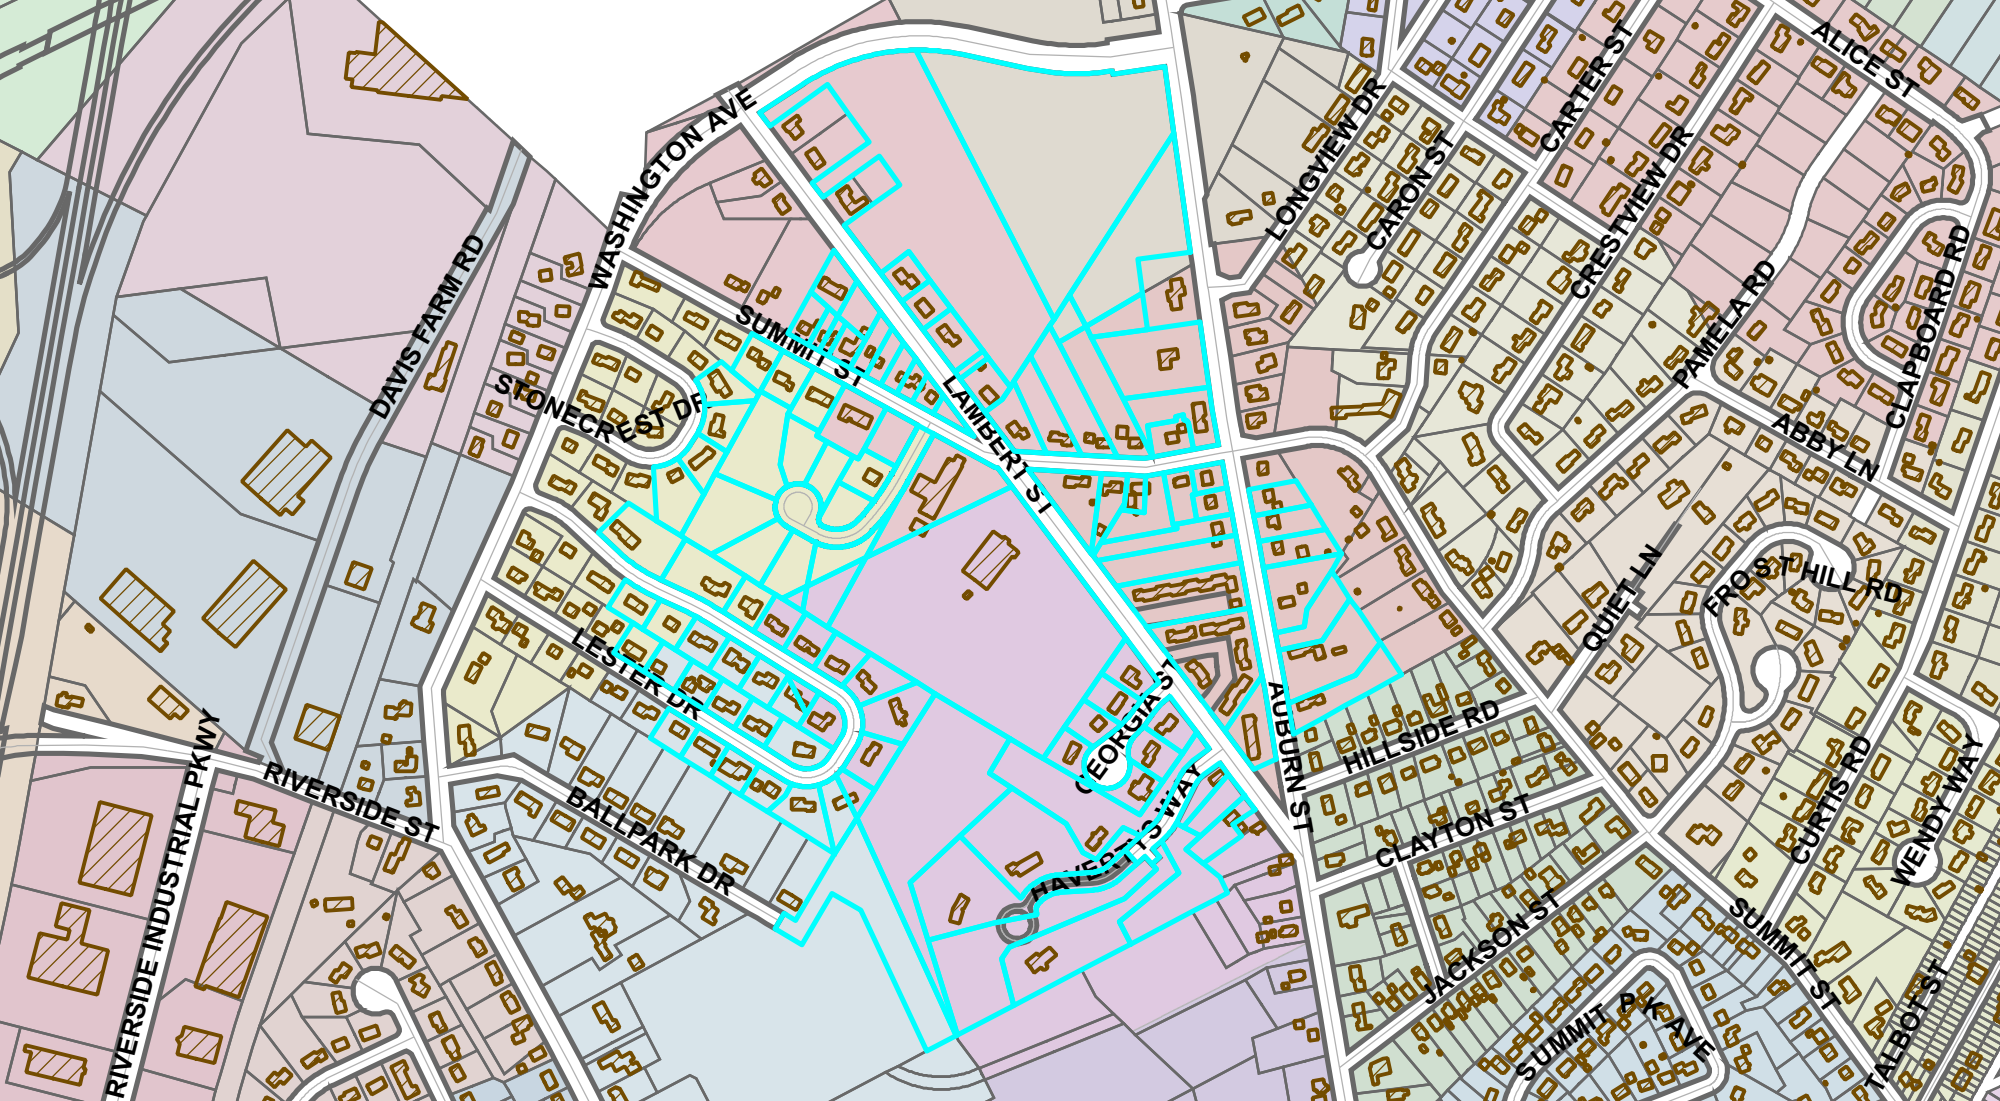 ALICE ST
CARTER ST
WASHINGTON AVE
LONGVIEW DR
CARON ST
CRESTVIEW DR
DAVIS FARM RD
CLAPBOARD RD
PAMELA RD
SUMMIT ST
STONECREST DR
LAMBERT ST
ABBY LN
QUIET LN
FROST HILL RD
LESTER DR
GEORGIA ST
AUBURN ST
HILLSIDE RD
RIVERSIDE INDUSTRIAL PKWY
RIVERSIDE ST
BALLPARK DR
HAVERTYS WAY
CLAYTON ST
CURTIS RD
WENDY WAY
JACKSON ST
SUMMIT ST
SUMMIT PK AVE
TALBOT ST